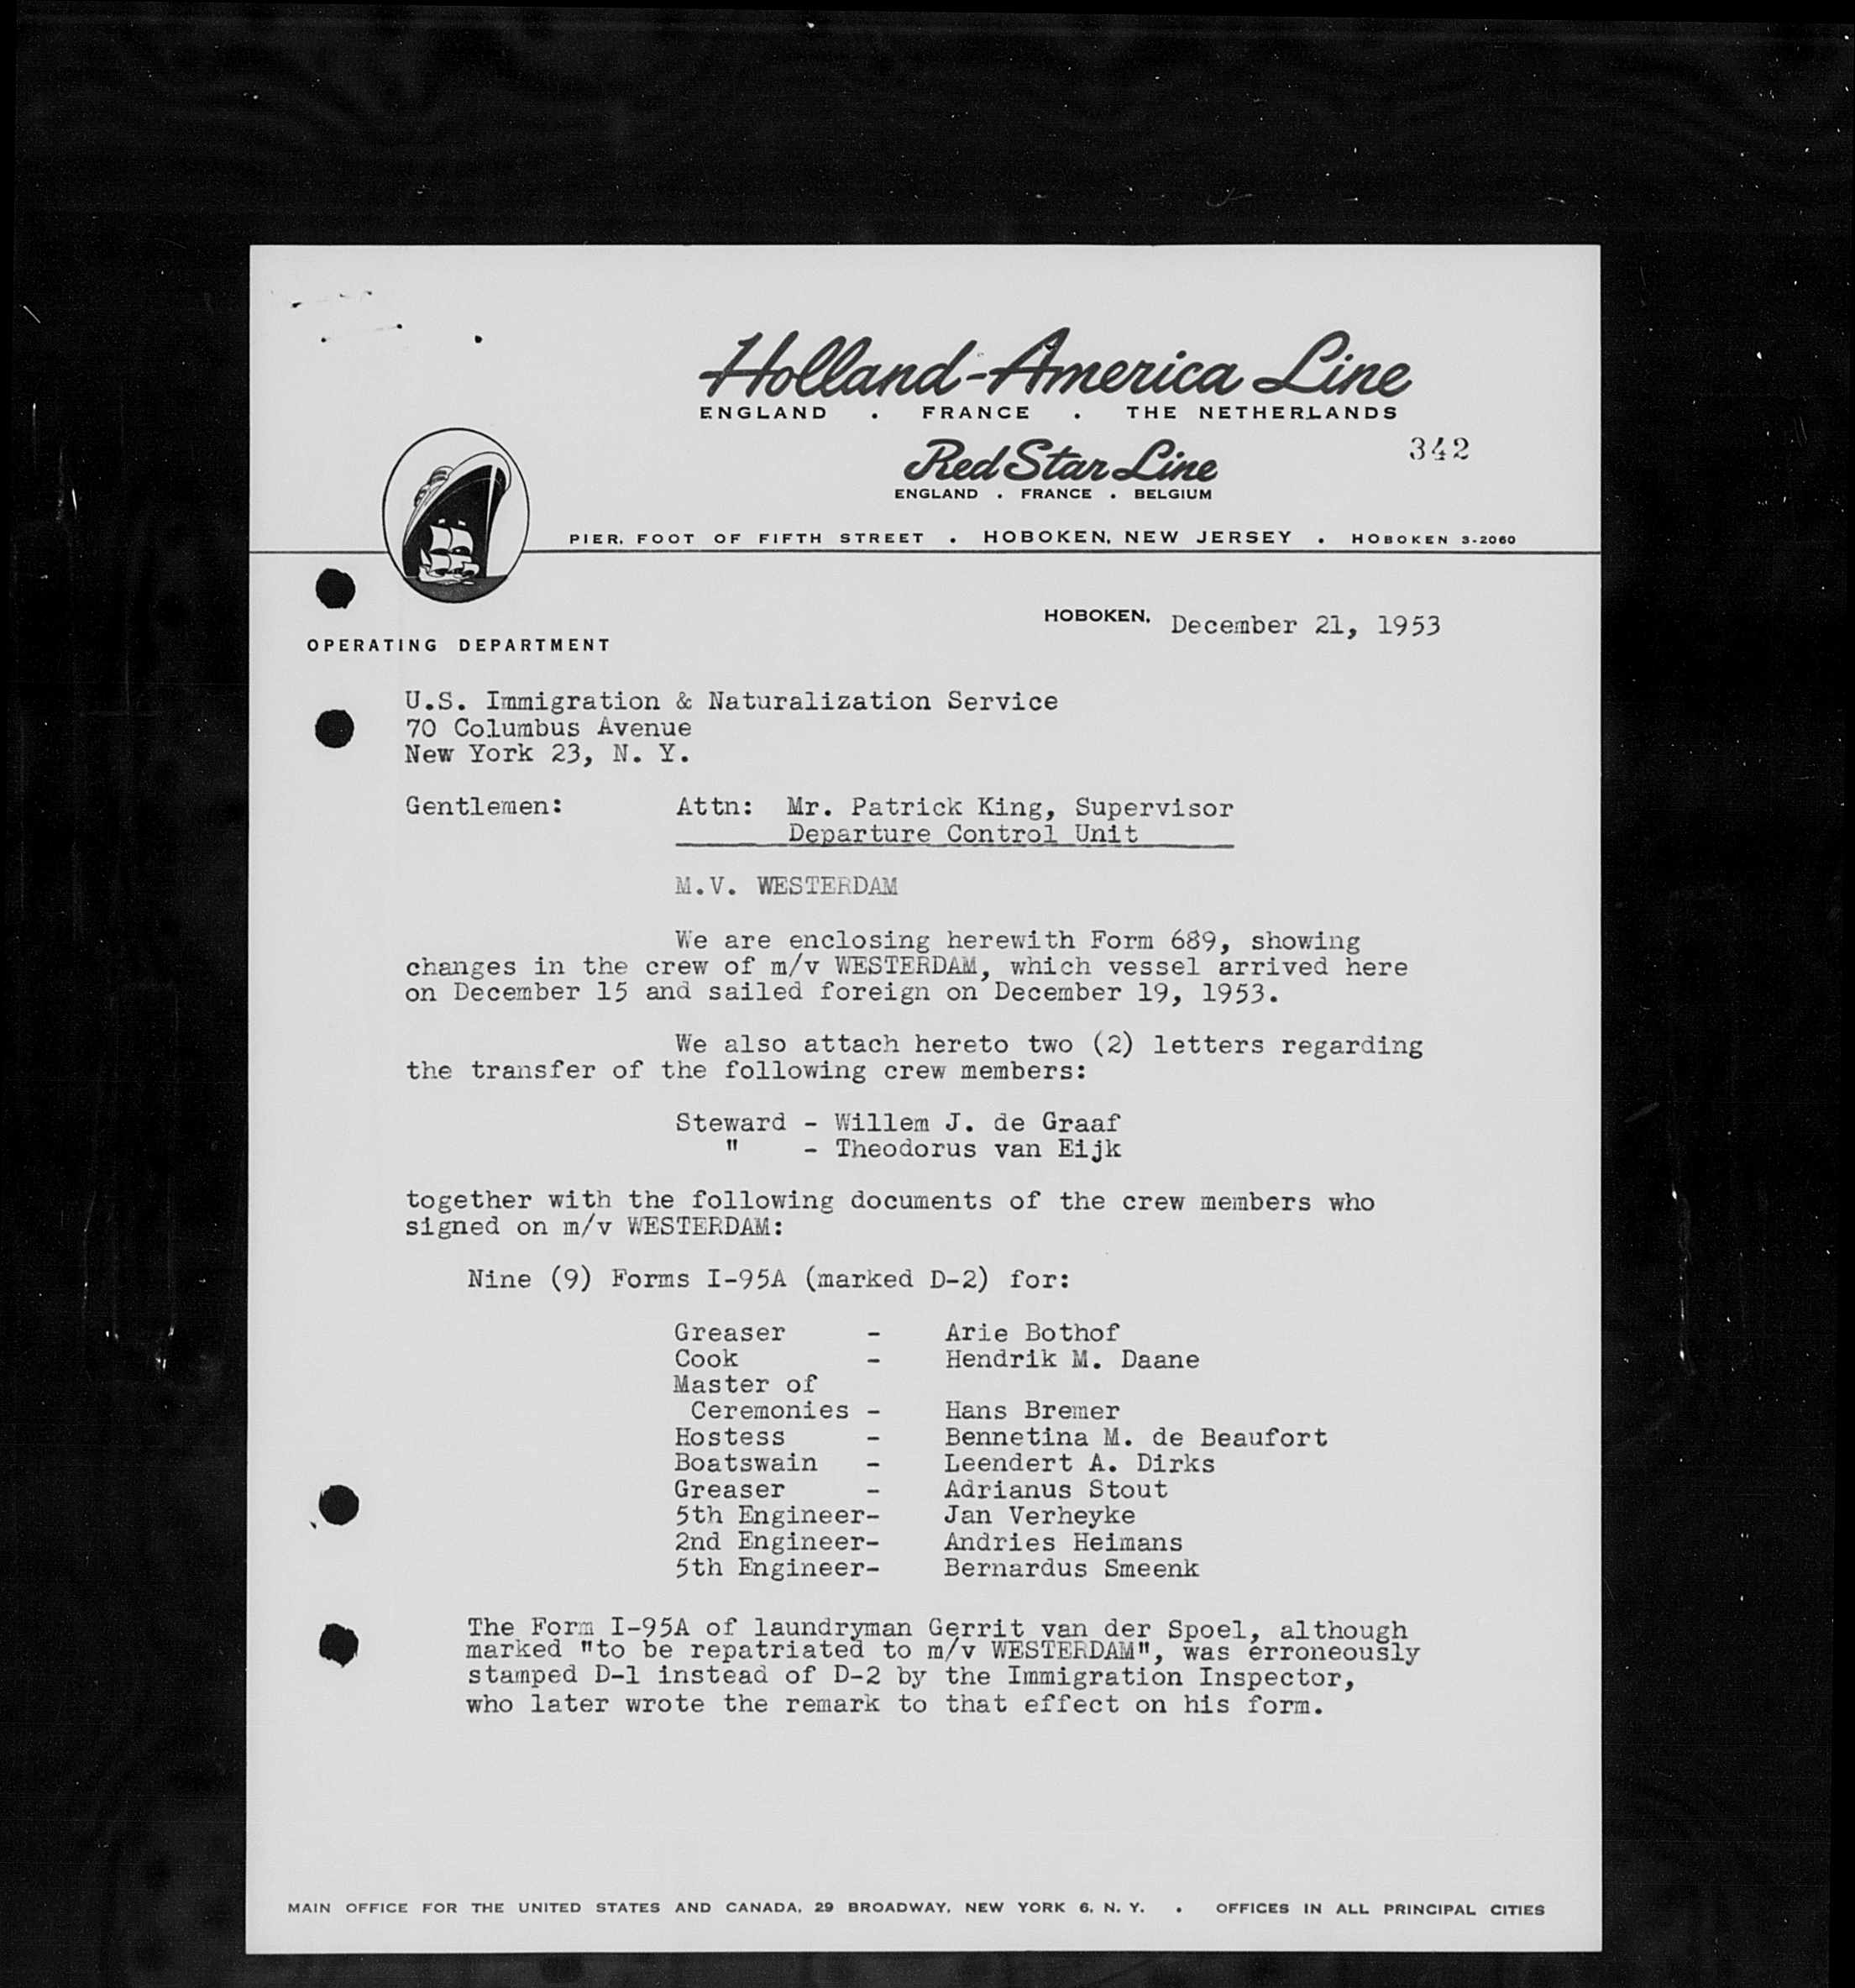 Holland-America Line
ENGLAND . FRANCE . THE NETHERLANDS
Red Star Line
342
ENGLAND . FRANCE . BELGIUM
PIER, FOOT OF FIFTH STREET . HOBOKEN, NEW JERSEY . HOBOKEN 3-2060
HOBOKEN, December 21, 1953
OPERATING DEPARTMENT
U.S. Immigration & Naturalization Service
70 Columbus Avenue
New York 23, N. Y.
Gentlemen: Attn: Mr. Patrick King, Supervisor
Departure Control Unit
M.V. WESTERDAM
We are enclosing herewith Form 689, showing
changes in the crew of m/v WESTERDAM, which vessel arrived here
on December 15 and sailed foreign on December 19, 1953.
We also attach hereto two (2) letters regarding
the transfer of the following crew members:
Steward - Willem J. de Graaf
" - Theodorus van Eijk
together with the following documents of the crew members who
signed on m/v WESTERDAM:
Nine (9) Forms I-95A (marked D-2) for:
Greaser - Arie Bothof
Cook - Hendrik M. Daane
Master of
Ceremonies - Hans Bremer
Hostess - Bennetina M. de Beaufort
Boatswain - Leendert A. Dirks
Greaser - Adrianus Stout
5th Engineer- Jan Verheyke
2nd Engineer- Andries Heimans
5th Engineer- Bernardus Smeenk
The Form I-95A of laundryman Gerrit van der Spoel, although
marked "to be repatriated to m/v WESTERDAM", was erroneously
stamped D-1 instead of D-2 by the Immigration Inspector,
who later wrote the remark to that effect on his form.
MAIN OFFICE FOR THE UNITED STATES AND CANADA, 29 BROADWAY, NEW YORK 6, N. Y. . OFFICES IN ALL PRINCIPAL CITIES